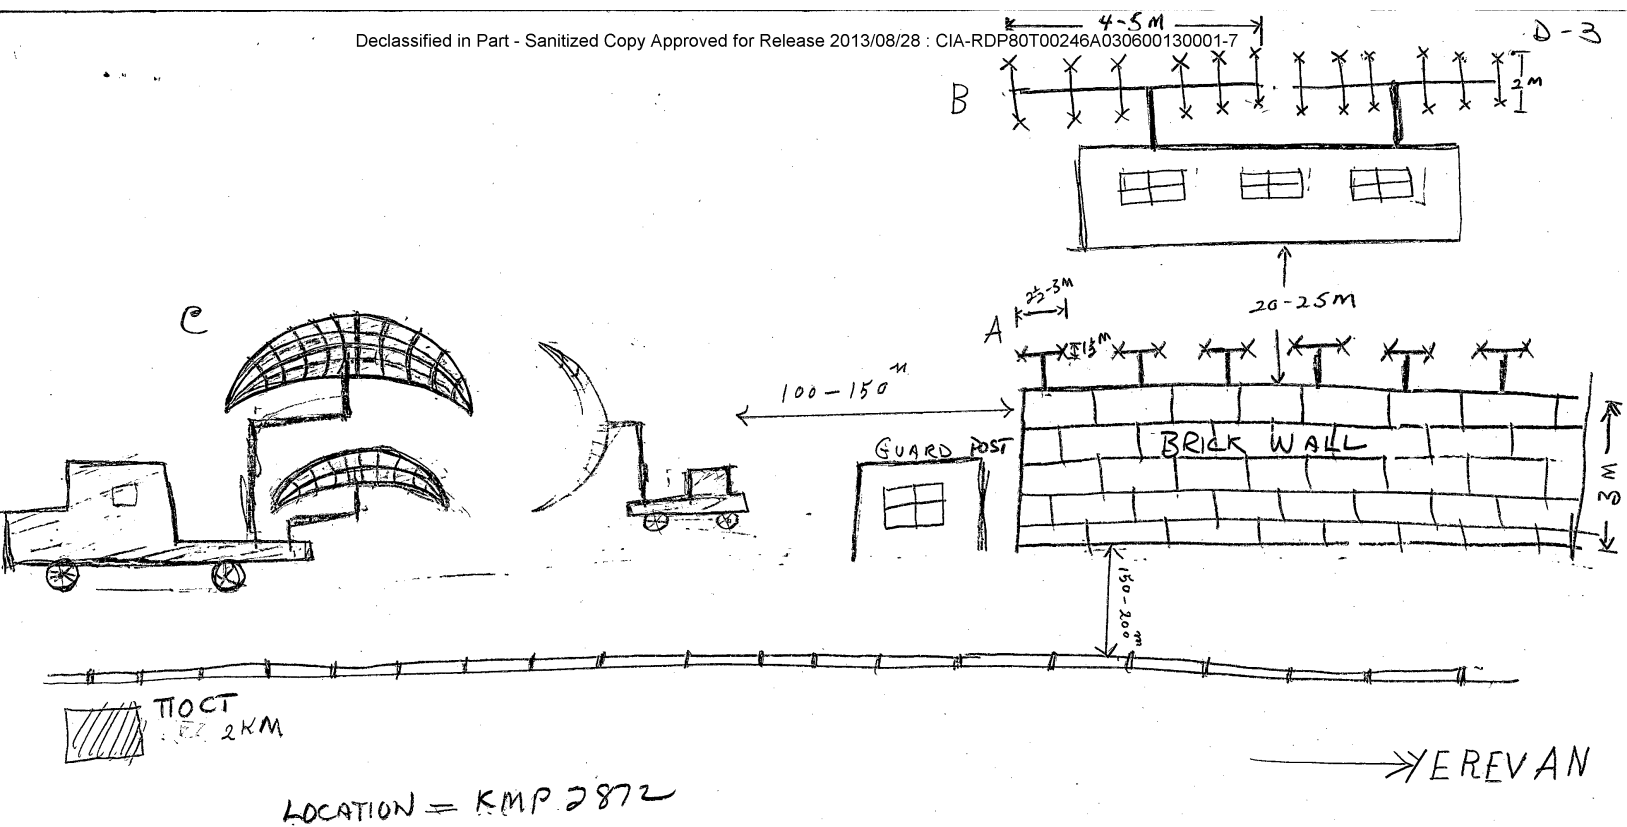 4-5M
Declassified in Part - Sanitized Copy Approved for Release 2013/08/28 : CIA-RDP80T00246A030600130001-7
D-3
B
2M
20-25M
C
A
2½-3M
1½M
100-150M
GUARD POST
BRICK WALL
3M
150-200m
ПОСТ
2KM
YEREVAN
LOCATION = KMP 2872